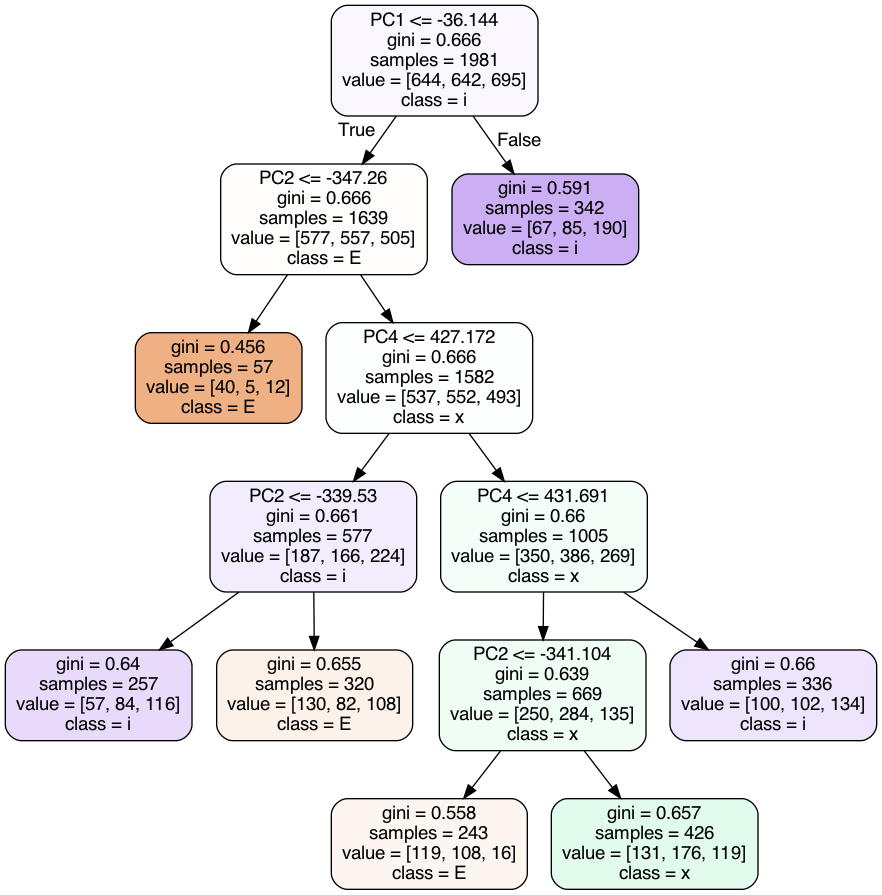 PC1 <= -36.144
gini = 0.666
samples = 1981
value = [644, 642, 695]
class = i
True
False
PC2 <= -347.26
gini = 0.666
samples = 1639
value = [577, 557, 505]
class = E
gini = 0.591
samples = 342
value = [67, 85, 190]
class = i
gini = 0.456
samples = 57
value = [40, 5, 12]
class = E
PC4 <= 427.172
gini = 0.666
samples = 1582
value = [537, 552, 493]
class = x
PC2 <= -339.53
gini = 0.661
samples = 577
value = [187, 166, 224]
class = i
PC4 <= 431.691
gini = 0.66
samples = 1005
value = [350, 386, 269]
class = x
gini = 0.64
samples = 257
value = [57, 84, 116]
class = i
gini = 0.655
samples = 320
value = [130, 82, 108]
class = E
PC2 <= -341.104
gini = 0.639
samples = 669
value = [250, 284, 135]
class = x
gini = 0.66
samples = 336
value = [100, 102, 134]
class = i
gini = 0.558
samples = 243
value = [119, 108, 16]
class = E
gini = 0.657
samples = 426
value = [131, 176, 119]
class = x